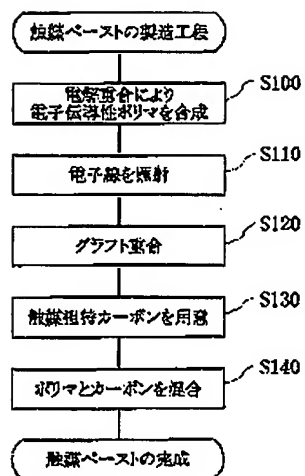 触媒ペーストの製造工程
電解重合により
電子伝導性ポリマを合成
S100
電子線を照射
S110
グラフト重合
S120
触媒担持カーボンを用意
S130
ポリマとカーボンを混合
S140
触媒ペーストの完成